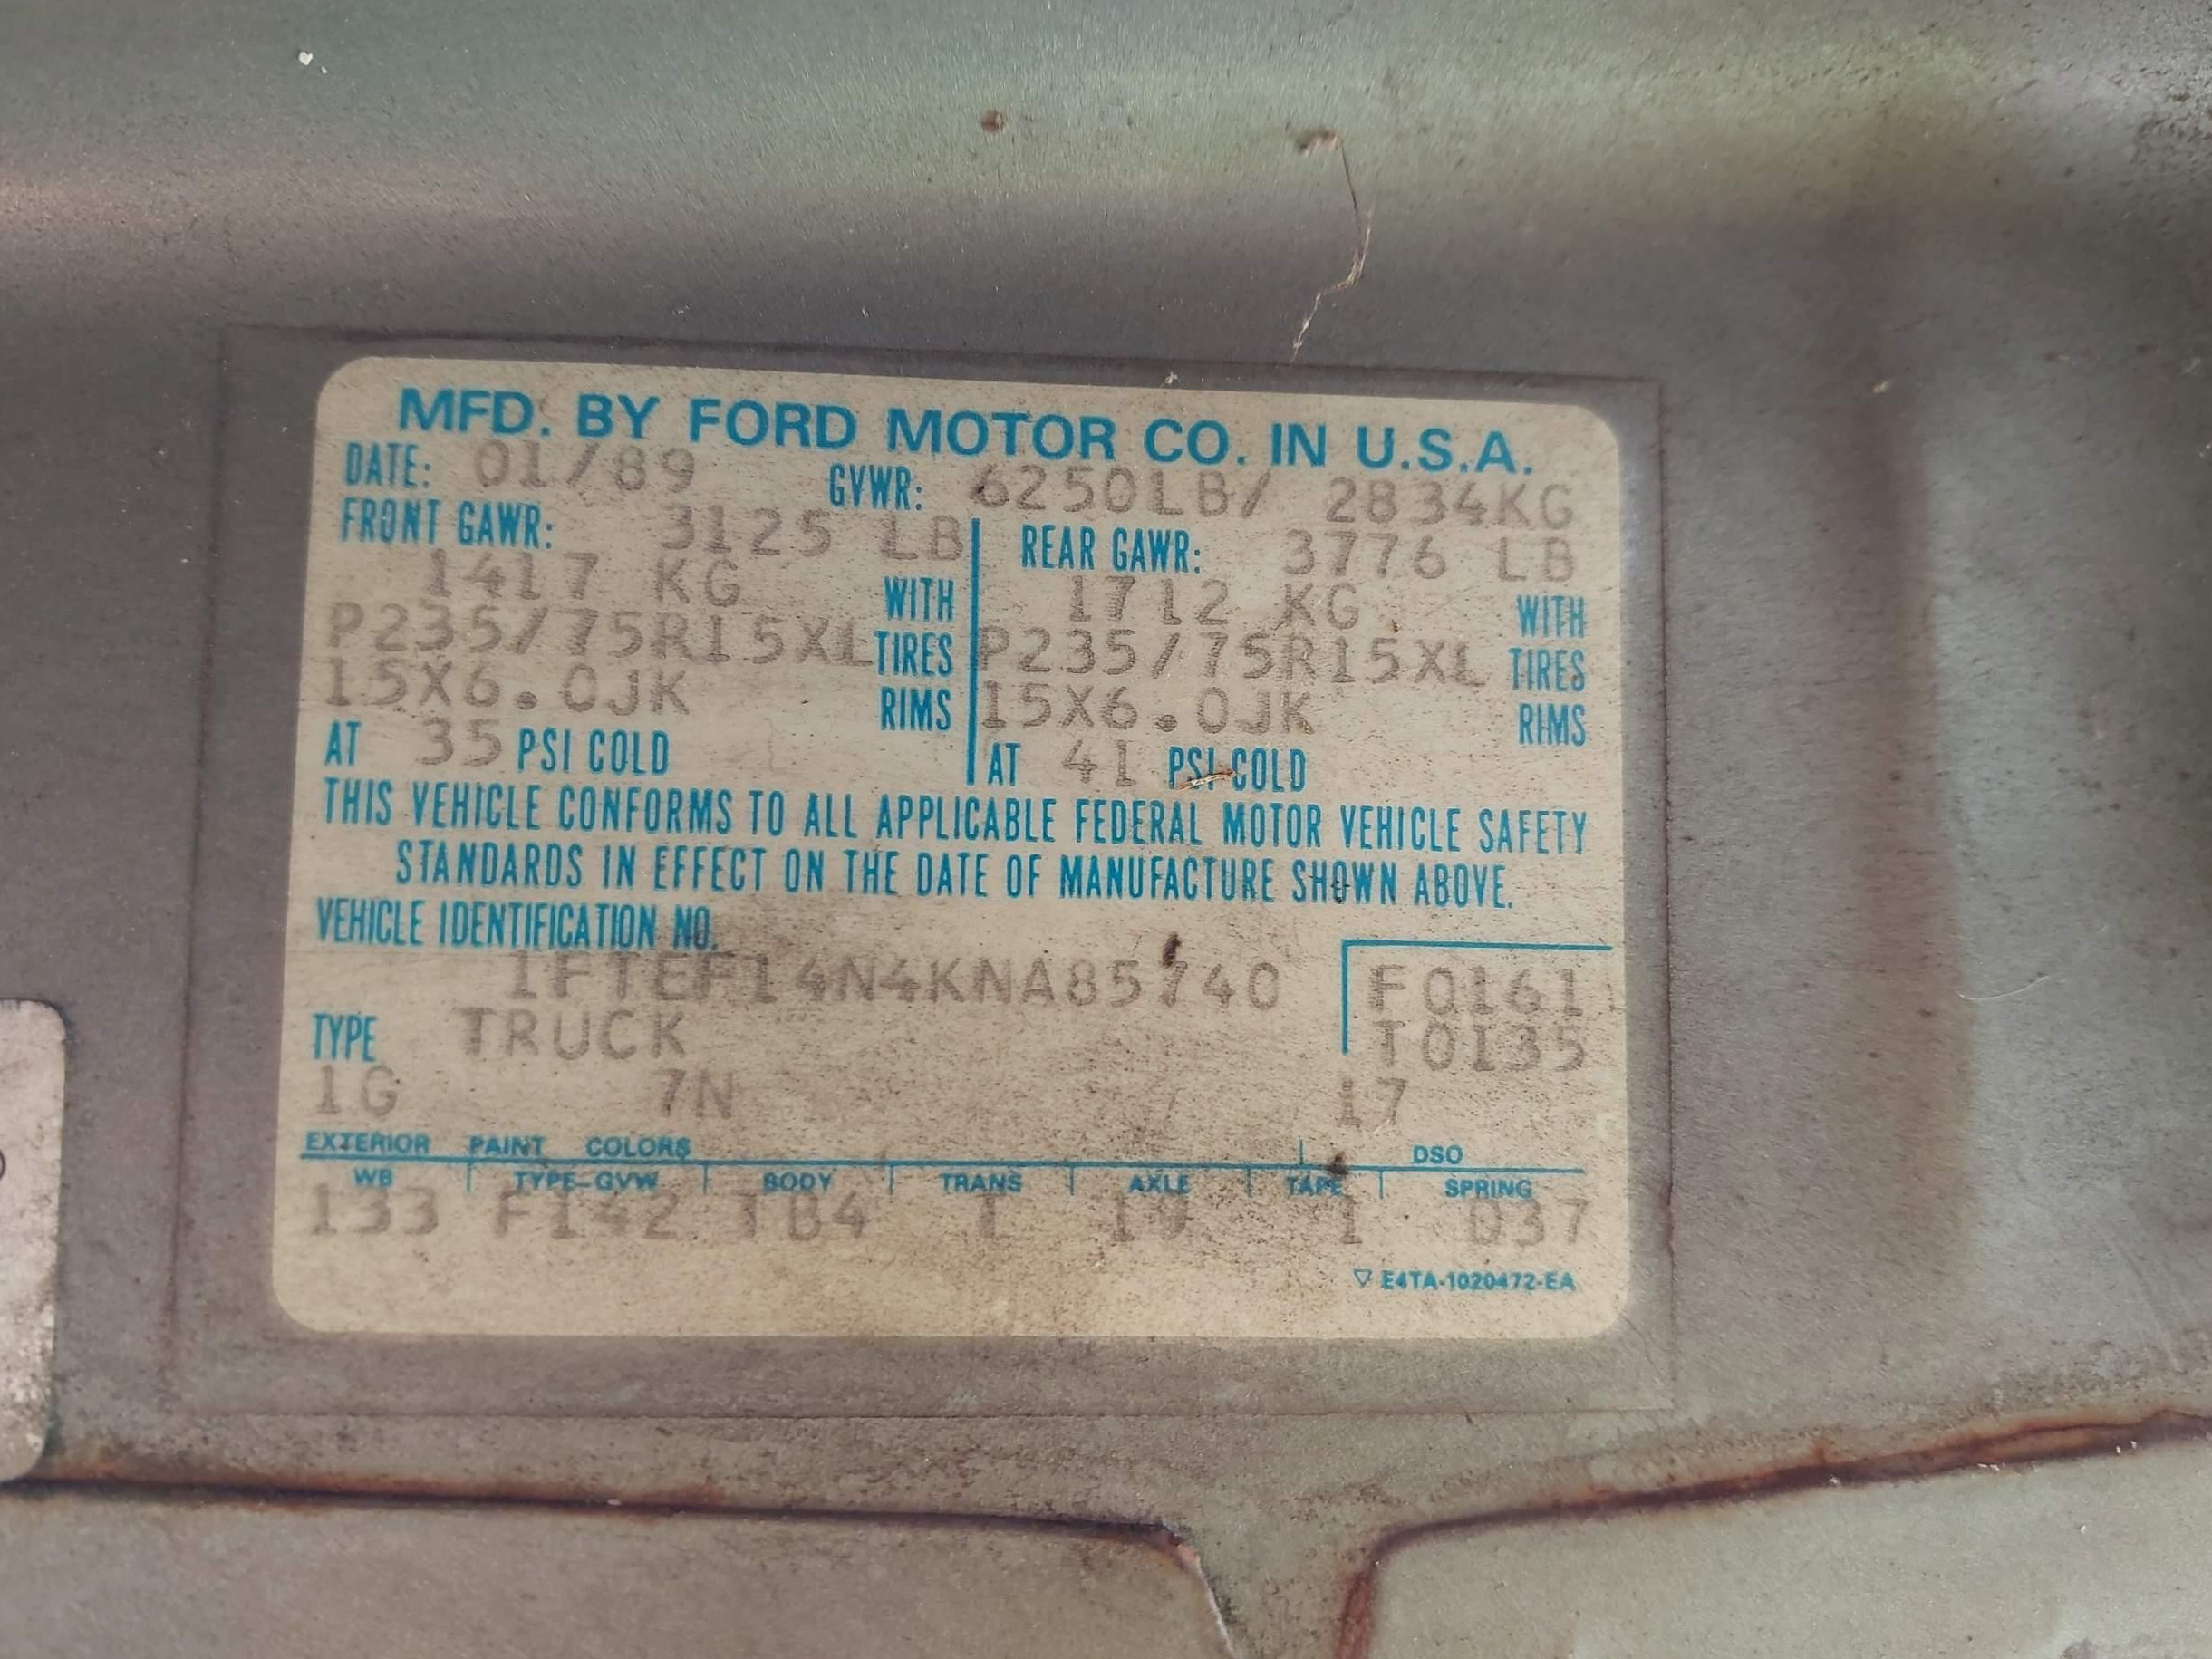 MFD. BY FORD MOTOR CO. IN U.S.A.
DATE: 01/89 GVWR: 6250LB/ 2834KG
FRONT GAWR: 3125 LB
1417 KG WITH
P235/75R15XL TIRES
15X6.0JK RIMS
AT 35 PSI COLD
REAR GAWR: 3776 LB
1712 KG WITH
P235/75R15XL TIRES
15X6.0JK RIMS
AT 41 PSI COLD
THIS VEHICLE CONFORMS TO ALL APPLICABLE FEDERAL MOTOR VEHICLE SAFETY
STANDARDS IN EFFECT ON THE DATE OF MANUFACTURE SHOWN ABOVE.
VEHICLE IDENTIFICATION NO.
1FTEF14N4KNA85740
F0161
T0135
TYPE TRUCK
1G 7N 17
EXTERIOR PAINT COLORS DSO
WB TYPE-GVW BODY TRANS AXLE TAPE SPRING
133 F142 TB4 1 19 1 D37
▽ E4TA-1020472-EA